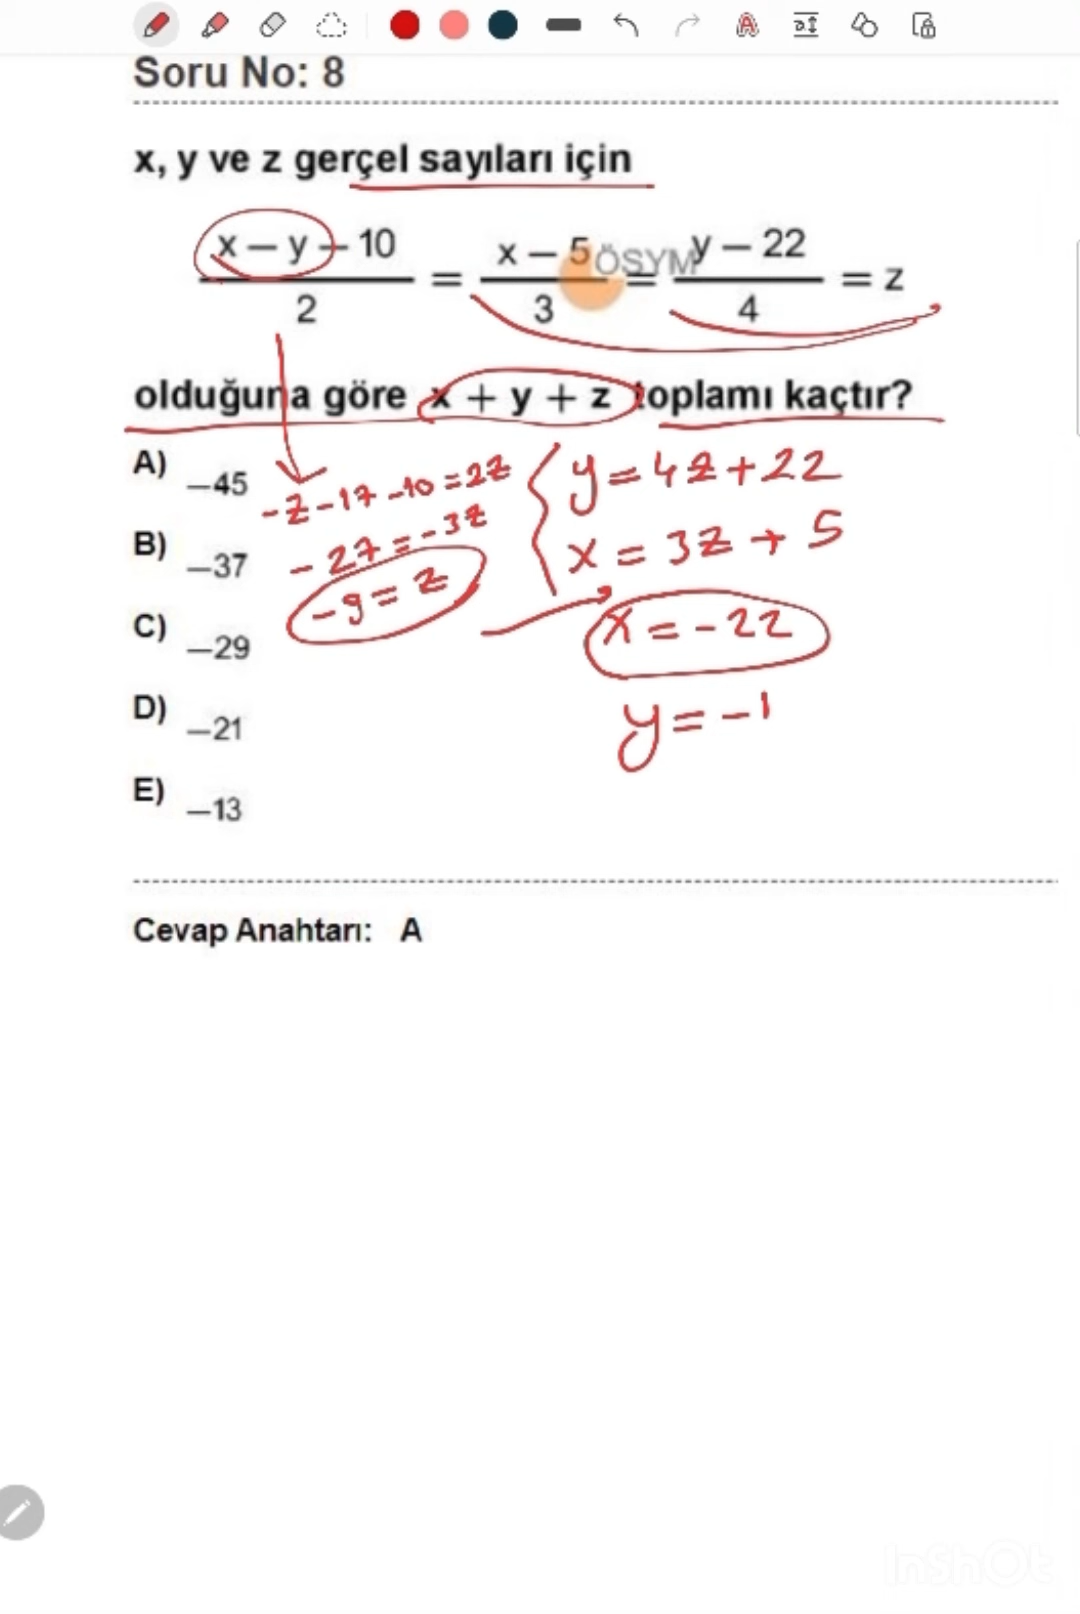 Soru No: 8
x, y ve z gerçel sayıları için
x – y – 10 / 2 = x – 5 / 3 = y – 22 / 4 = z
ÖSYM
olduğuna göre x + y + z toplamı kaçtır?
A) –45
B) –37
C) –29
D) –21
E) –13
-z-17-10=2z
-27=-3z
-9=z
y=4z+22
x=3z+5
x=-22
y=-1
Cevap Anahtarı: A
InShOt